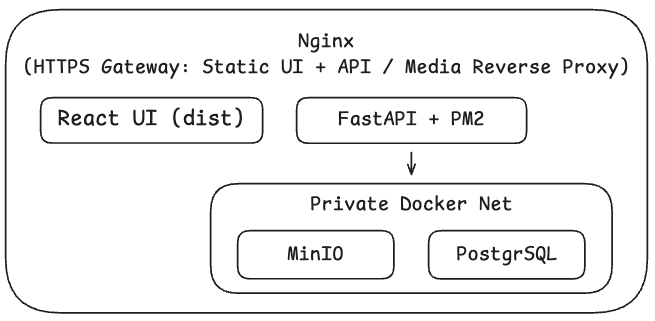 Nginx
(HTTPS Gateway: Static UI + API / Media Reverse Proxy)
React UI (dist)
FastAPI + PM2
Private Docker Net
MinIO
PostgrSQL